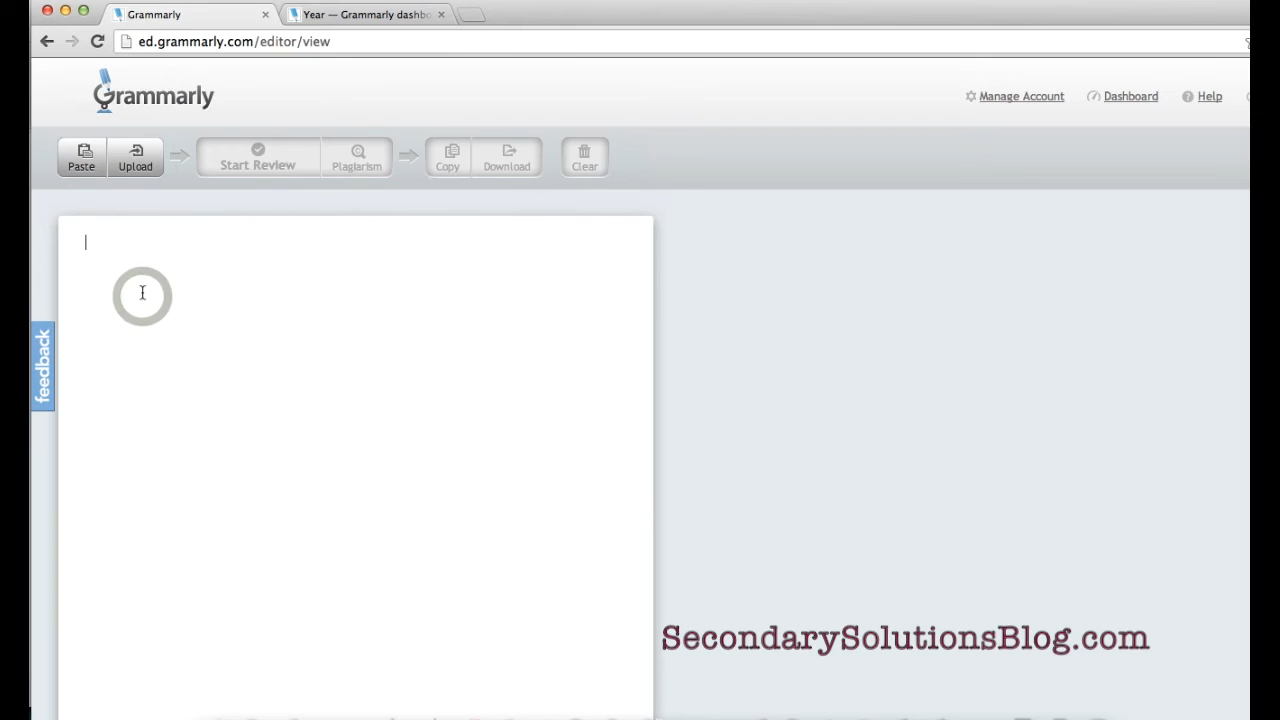 Grammarly
Year — Grammarly dashbo
ed.grammarly.com/editor/view
Grammarly
Manage Account
Dashboard
Help
Paste
Upload
Start Review
Plagiarism
Copy
Download
Clear
feedback
SecondarySolutionsBlog.com